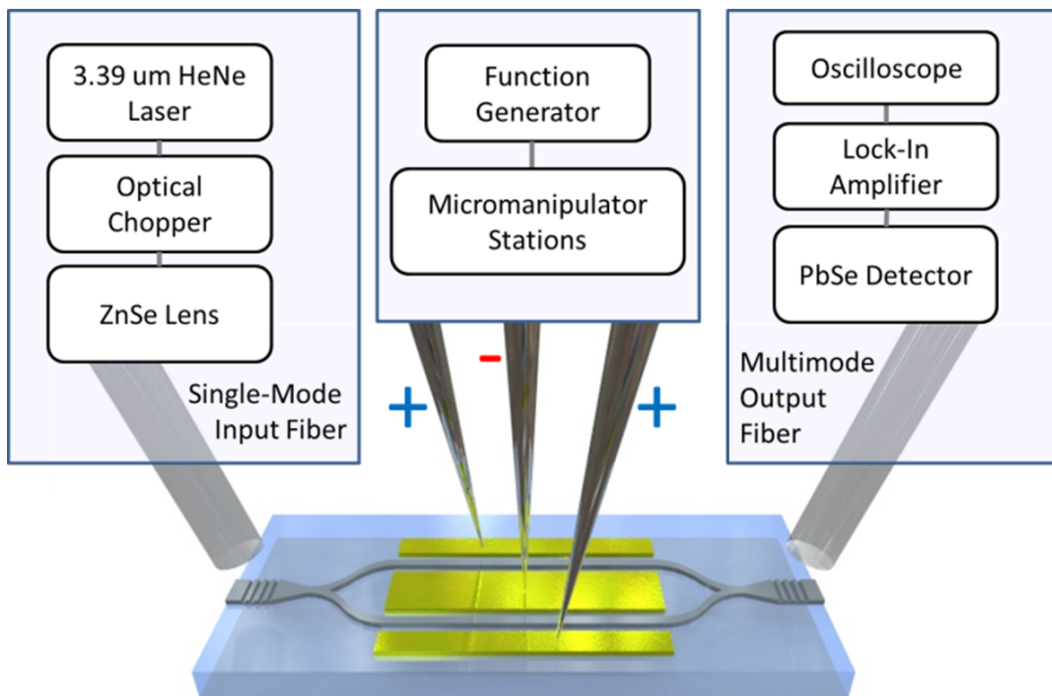 3.39 um HeNe
Laser
Optical
Chopper
ZnSe Lens
Single-Mode
Input Fiber
Function
Generator
Micromanipulator
Stations
Oscilloscope
Lock-In
Amplifier
PbSe Detector
Multimode
Output
Fiber
+
-
+